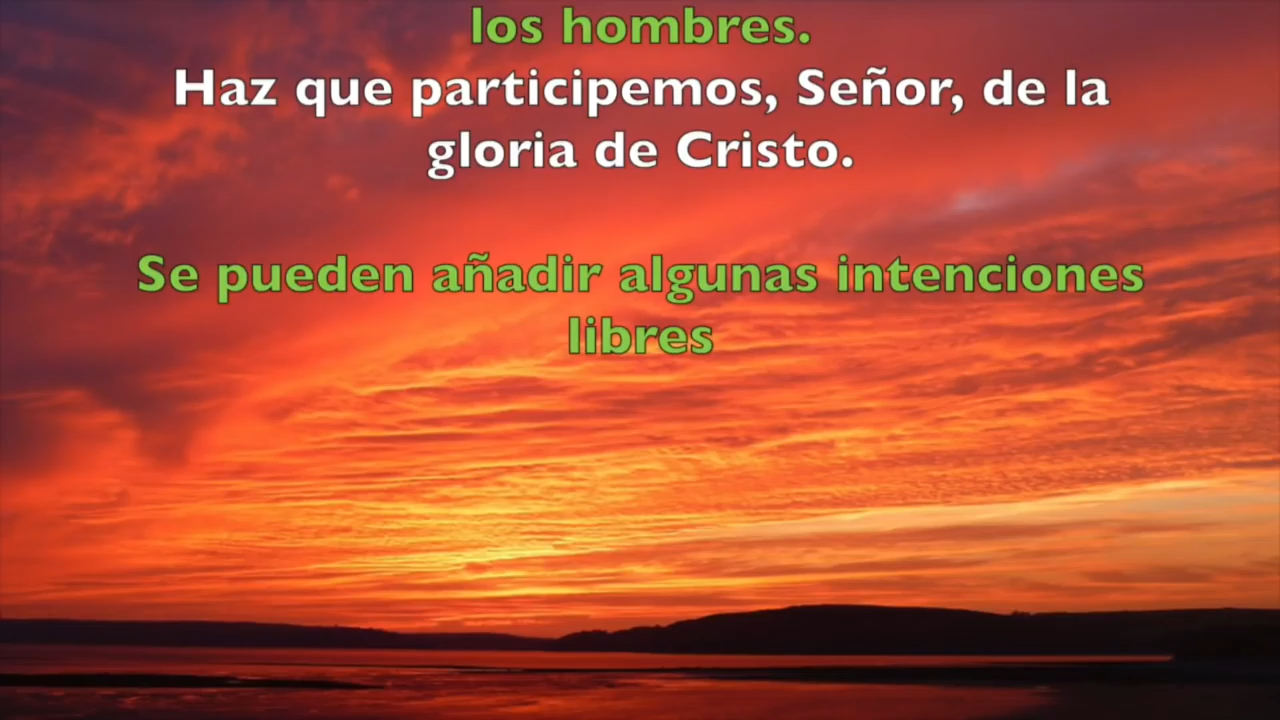 los hombres.
Haz que participemos, Señor, de la
gloria de Cristo.
Se pueden añadir algunas intenciones
libres